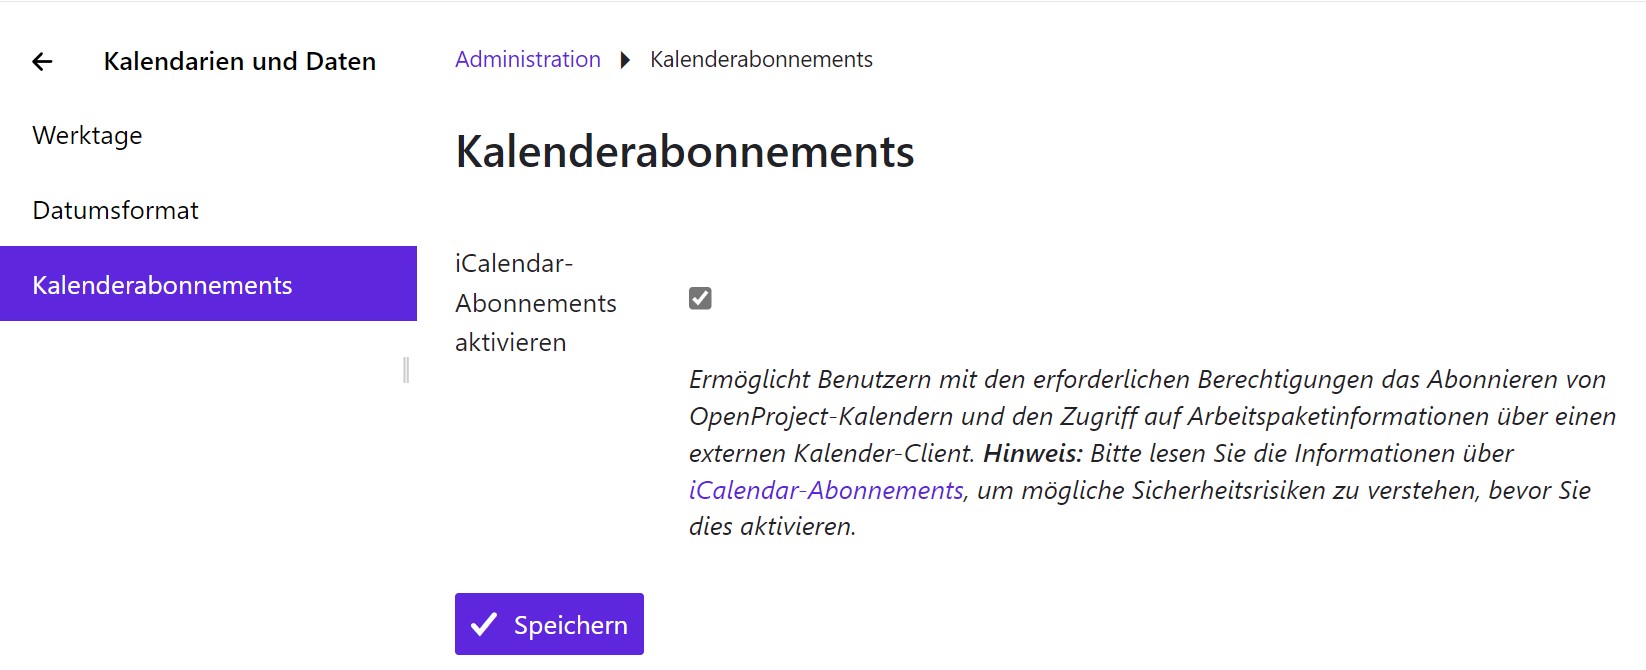 Kalendarien und Daten
Werktage
Datumsformat
Kalenderabonnements
Administration Kalenderabonnements
Kalenderabonnements
iCalendar-
Abonnements
aktivieren
Ermöglicht Benutzern mit den erforderlichen Berechtigungen das Abonnieren von
OpenProject-Kalendern und den Zugriff auf Arbeitspaketinformationen über einen
externen Kalender-Client. Hinweis: Bitte lesen Sie die Informationen über
iCalendar-Abonnements, um mögliche Sicherheitsrisiken zu verstehen, bevor Sie
dies aktivieren.
Speichern